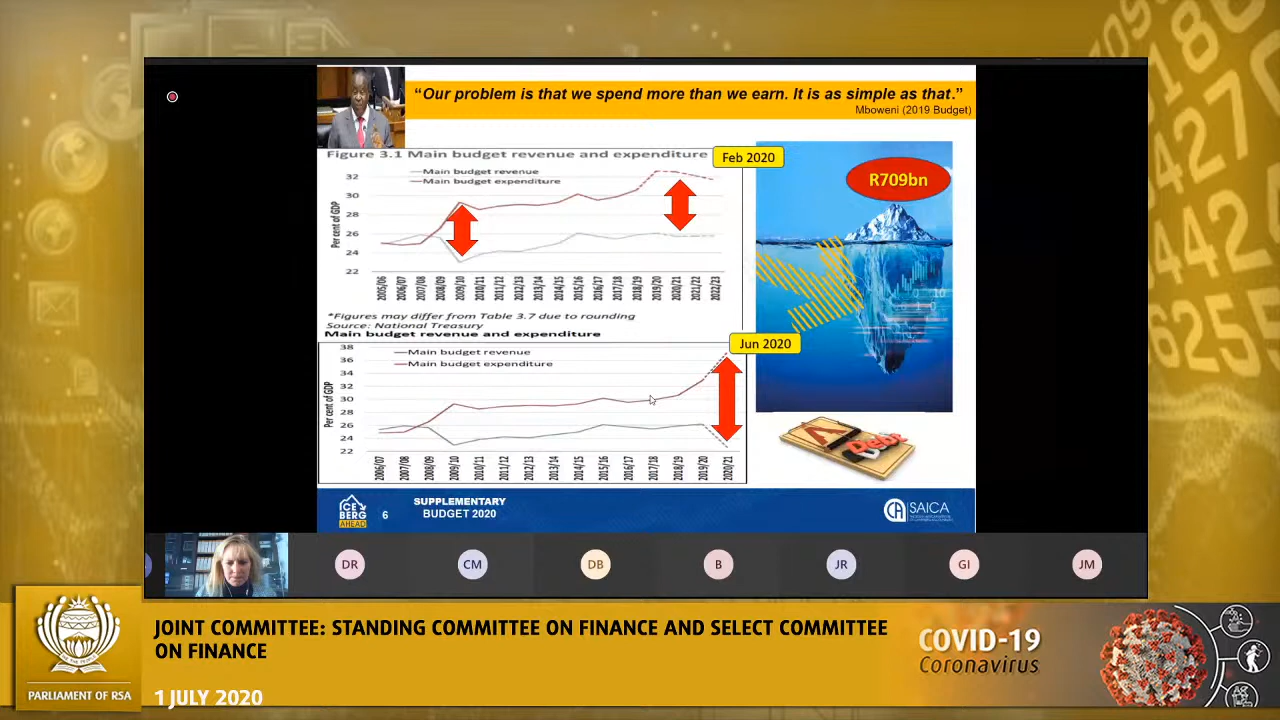 “Our problem is that we spend more than we earn. It is as simple as that.”
Mboweni (2019 Budget)
Figure 3.1 Main budget revenue and expenditure
Feb 2020
Main budget revenue
Main budget expenditure
Per cent of GDP
32
30
28
26
24
22
2005/06
2006/07
2007/08
2008/09
2009/10
2010/11
2011/12
2012/13
2013/14
2014/15
2015/16
2016/17
2017/18
2018/19
2019/20
2020/21
2021/22
2022/23
R709bn
*Figures may differ from Table 3.7 due to rounding
Source: National Treasury
Main budget revenue and expenditure
Jun 2020
Main budget revenue
Main budget expenditure
Per cent of GDP
38
36
34
32
30
28
26
24
22
2006/07
2007/08
2008/09
2009/10
2010/11
2011/12
2012/13
2013/14
2014/15
2015/16
2016/17
2017/18
2018/19
2019/20
2020/21
A
Debt
ICE
BERG
AHEAD
6
SUPPLEMENTARY
BUDGET 2020
CA SAICA
DR CM DB B JR GI JM
JOINT COMMITTEE: STANDING COMMITTEE ON FINANCE AND SELECT COMMITTEE
ON FINANCE
1 JULY 2020
PARLIAMENT OF RSA
COVID-19
Coronavirus